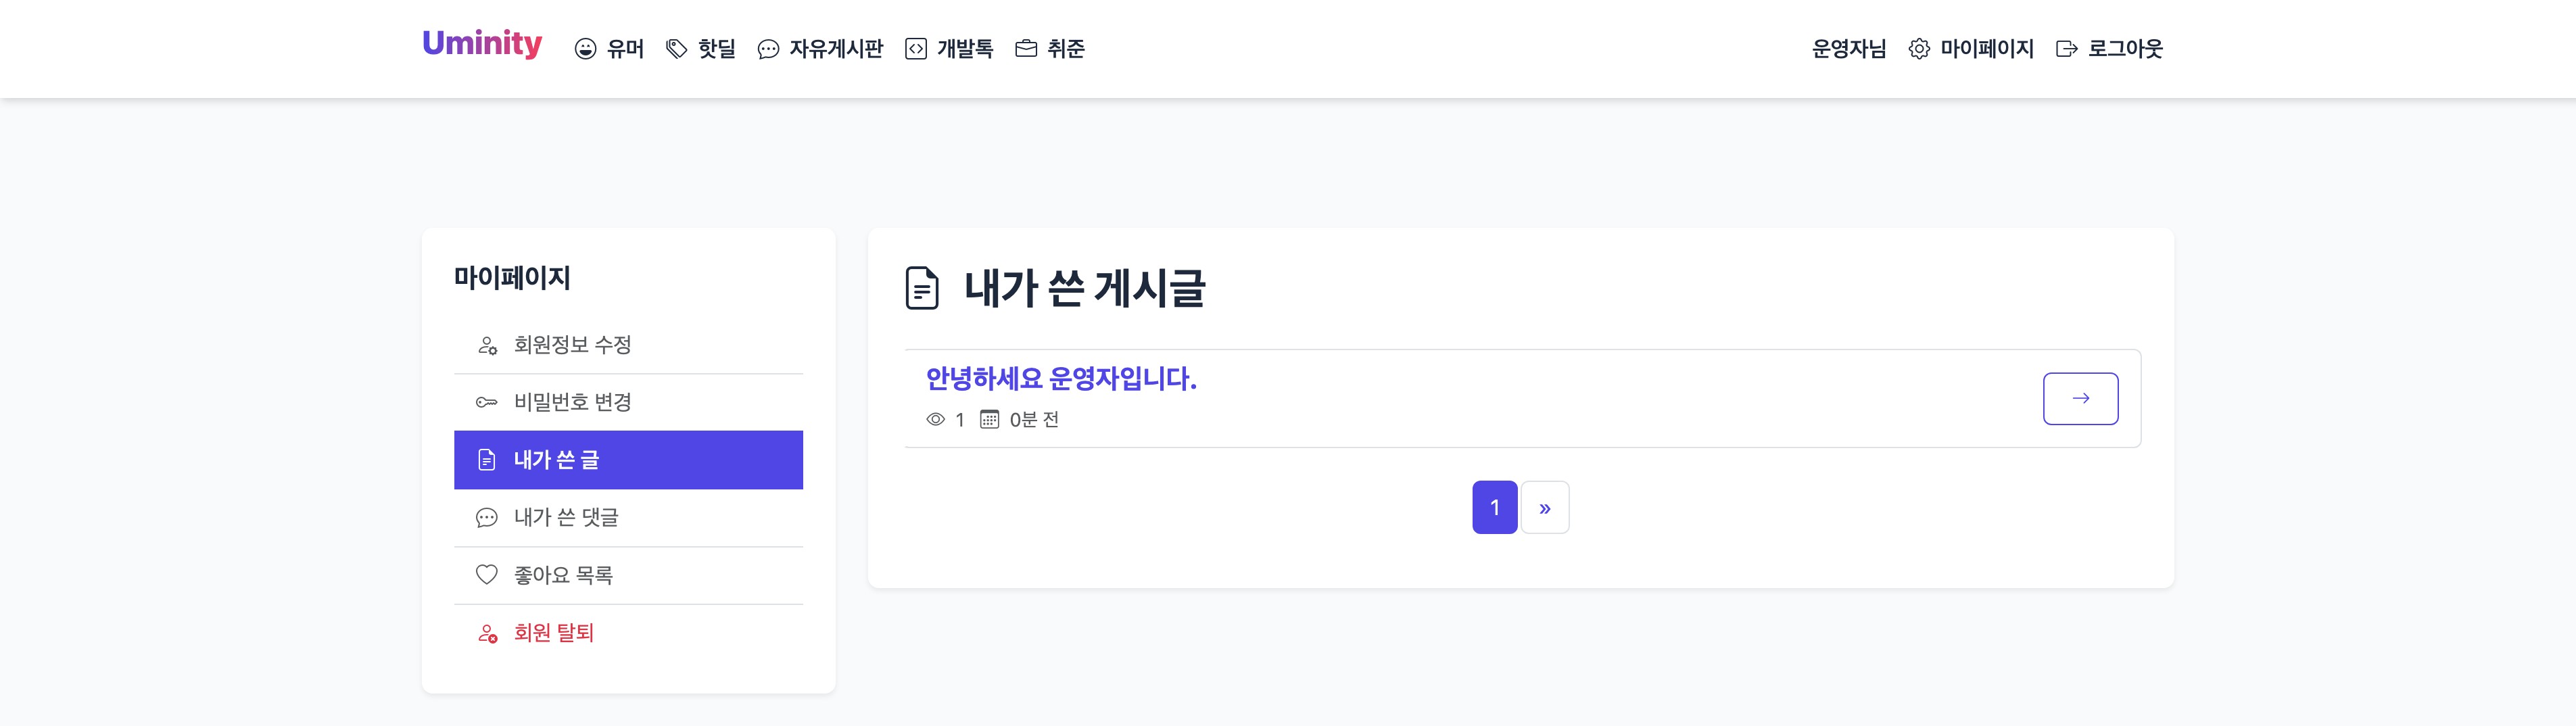 Uminity 유머 핫딜 자유게시판 개발톡 취준 운영자님 마이페이지 로그아웃
마이페이지
회원정보 수정
비밀번호 변경
내가 쓴 글
내가 쓴 댓글
좋아요 목록
회원 탈퇴
내가 쓴 게시글
안녕하세요 운영자입니다.
1 0분 전
1 »